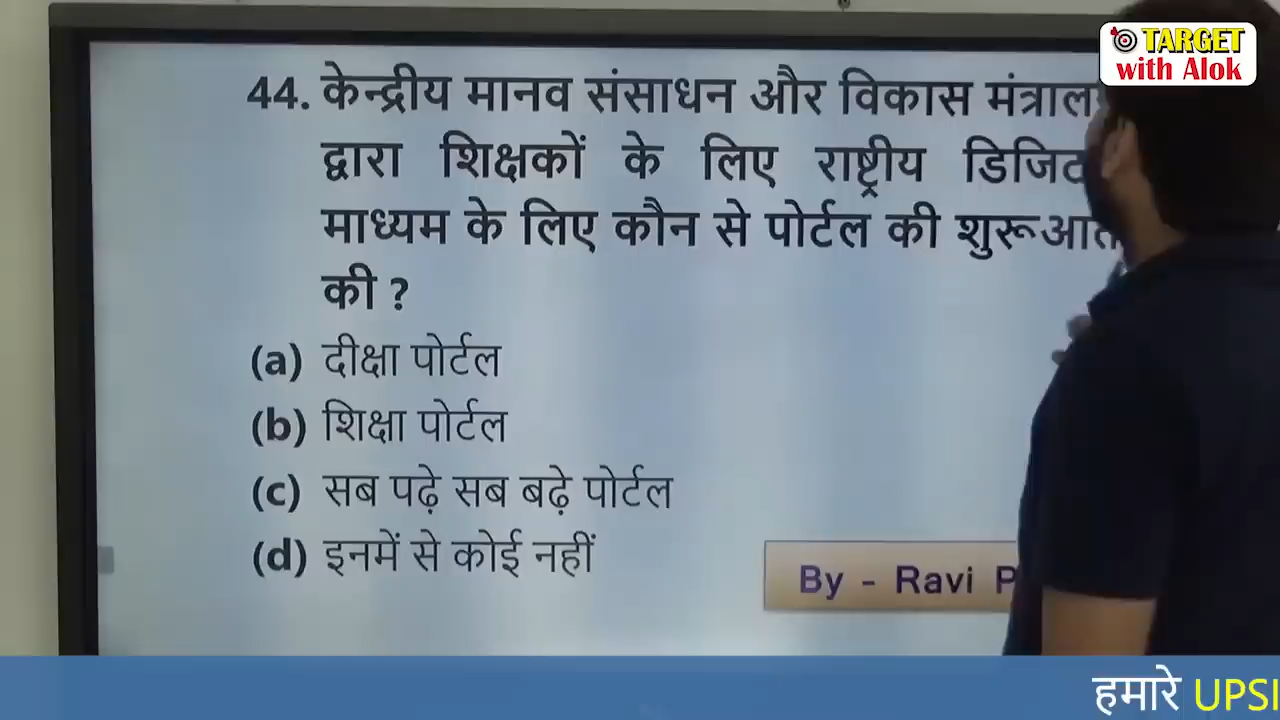 TARGET
with Alok
44. केन्द्रीय मानव संसाधन और विकास
द्वारा शिक्षकों के लिए राष्ट्रीय
माध्यम के लिए कौन से पोर्टल की शुरूआत
की ?
(a) दीक्षा पोर्टल
(b) शिक्षा पोर्टल
(c) सब पढ़े सब बढ़े पोर्टल
(d) इनमें से कोई नहीं
By - Ravi
हमारे UPSI